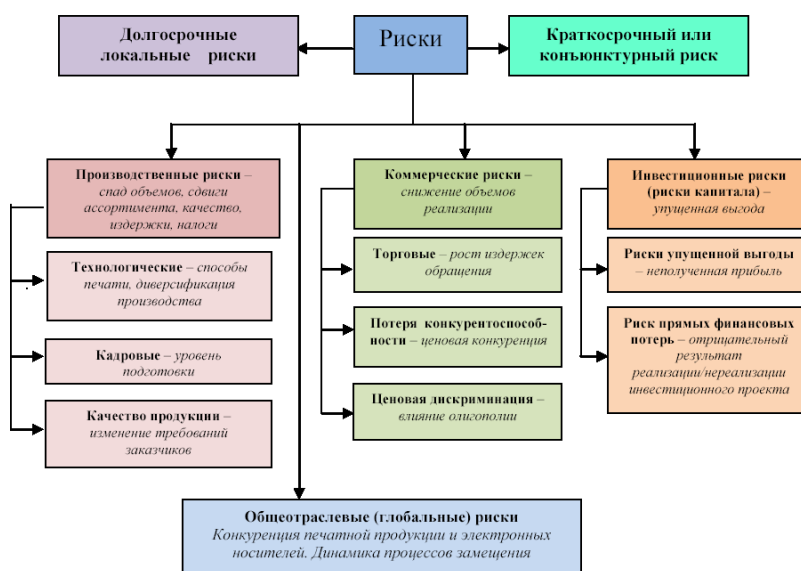 Долгосрочные
локальные риски
Риски
Краткосрочный или
конъюнктурный риск
Производственные риски –
спад объемов, сдвиги
ассортимента, качество,
издержки, налоги
Технологические – способы
печати, диверсификация
производства
Кадровые – уровень
подготовки
Качество продукции –
изменение требований
заказчиков
Коммерческие риски –
снижение объемов
реализации
Торговые – рост издержек
обращения
Потеря конкурентоспособ-
ности – ценовая конкуренция
Ценовая дискриминация –
влияние олигополии
Инвестиционные риски
(риски капитала) –
упущенная выгода
Риски упущенной выгоды
– неполученная прибыль
Риск прямых финансовых
потерь – отрицательный
результат
реализации/нереализации
инвестиционного проекта
Общеотраслевые (глобальные) риски
Конкуренция печатной продукции и электронных
носителей. Динамика процессов замещения